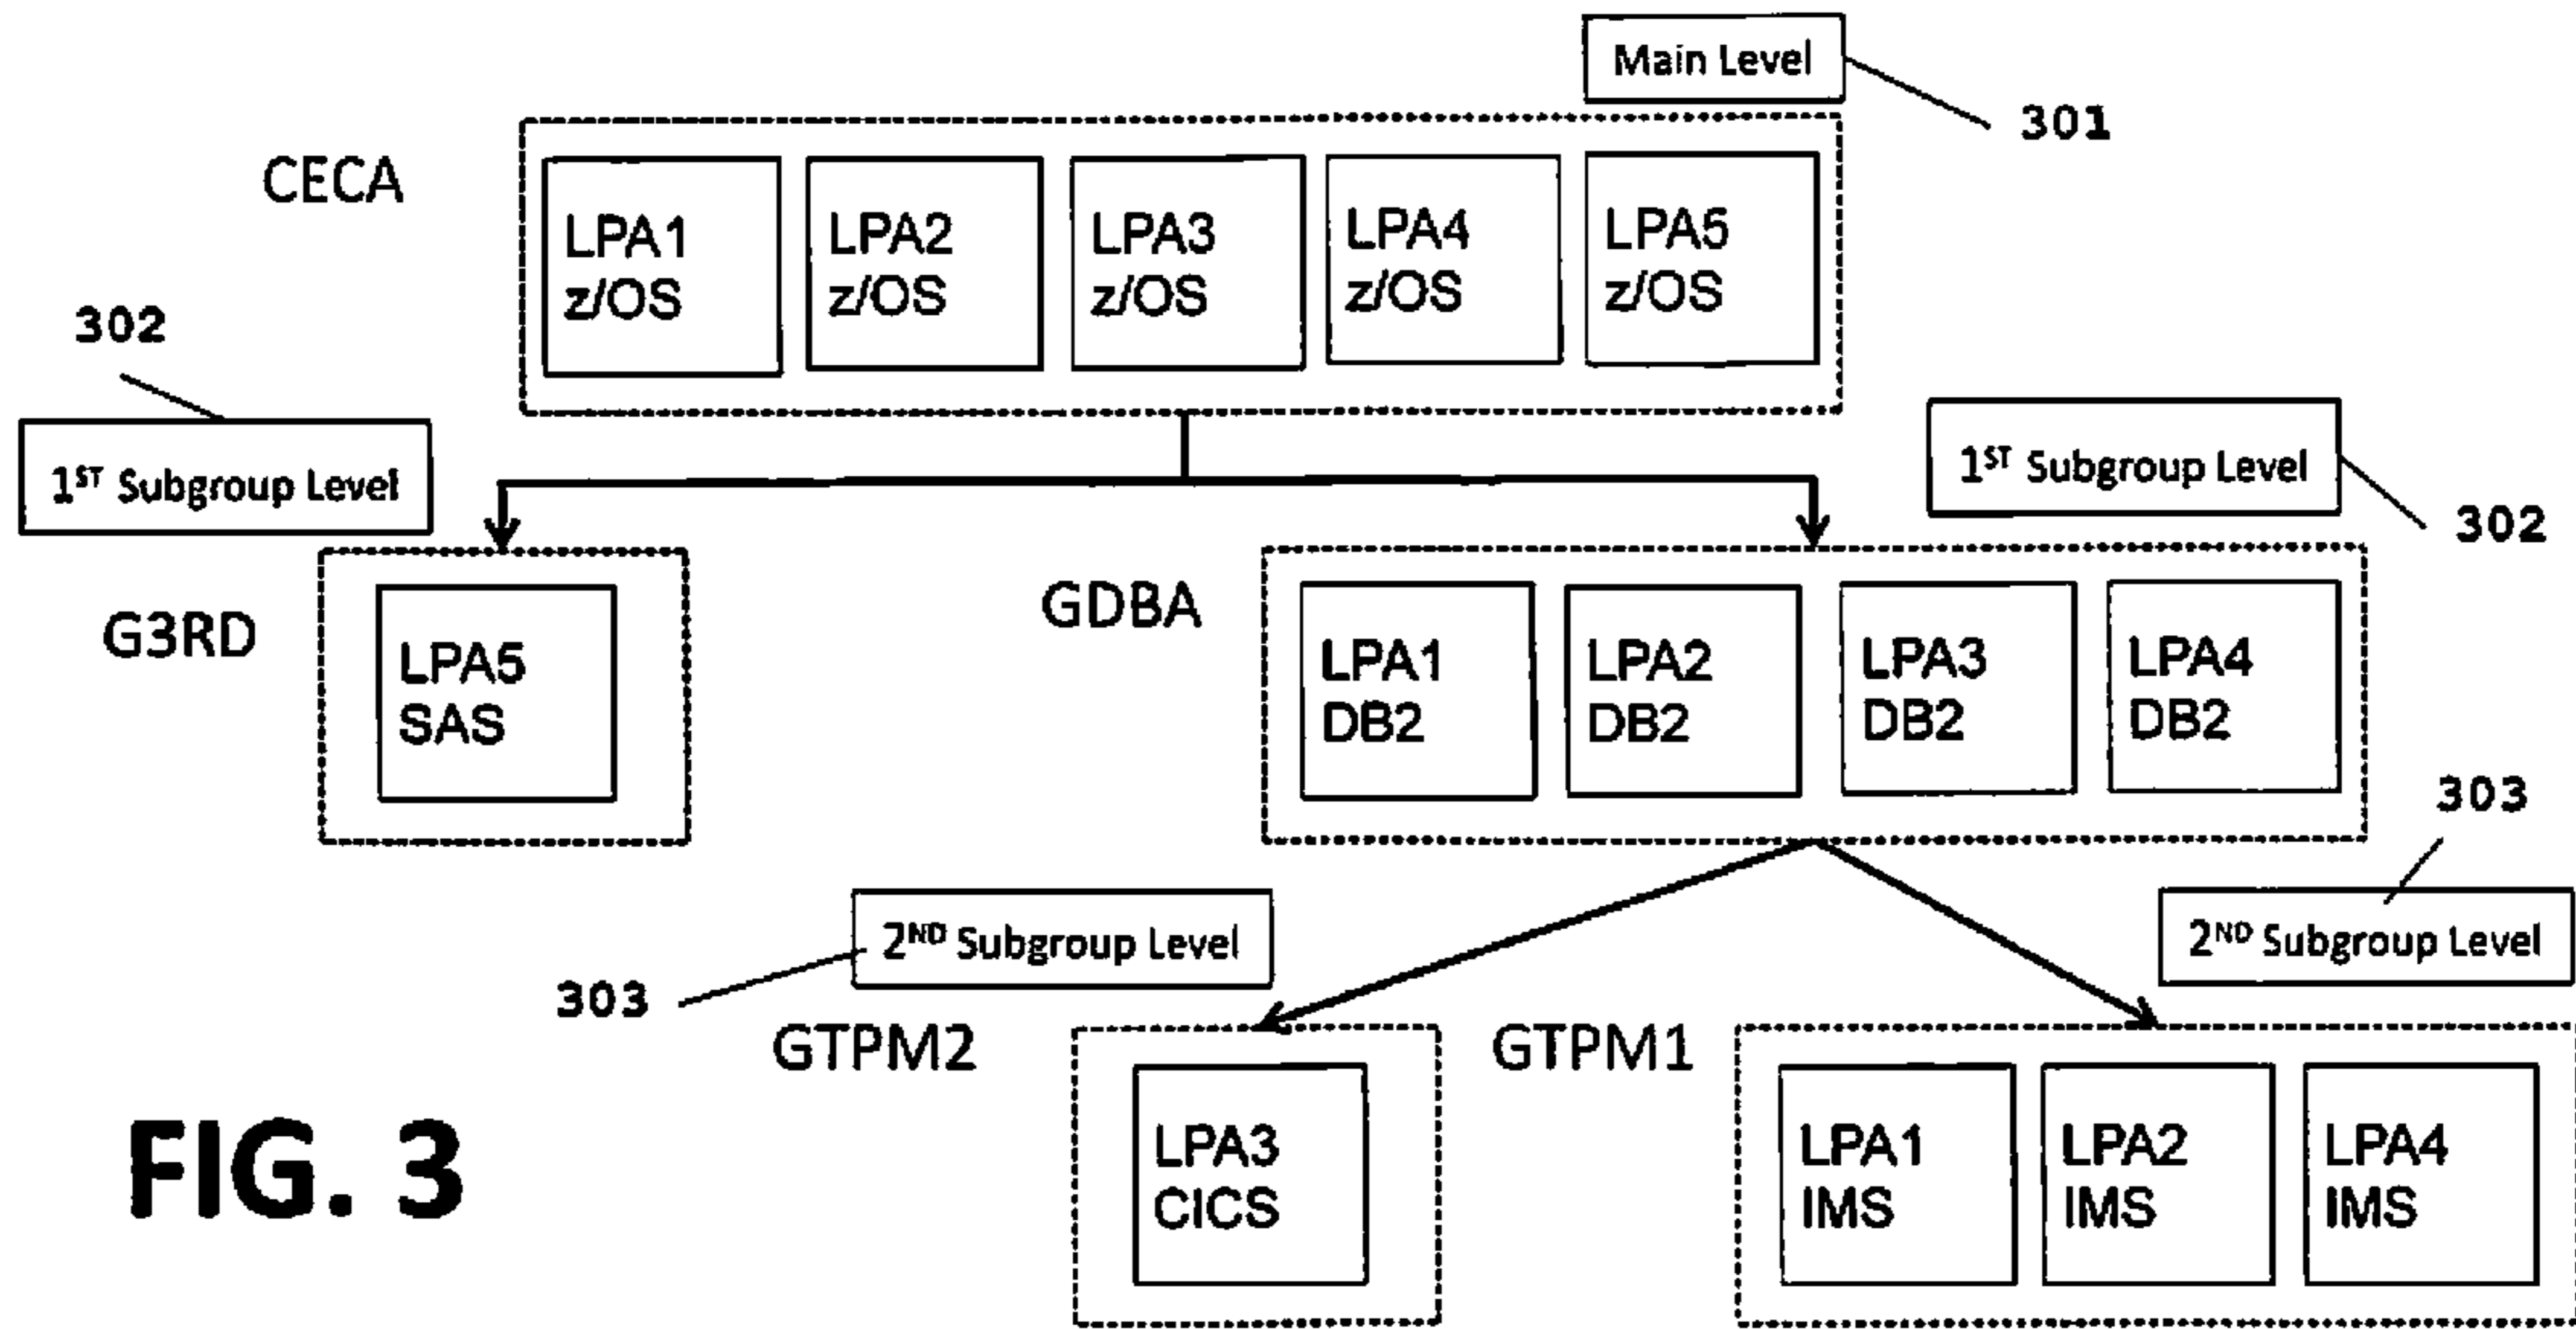 Main Level
301
CECA
LPA1
z/OS
LPA2
z/OS
LPA3
z/OS
LPA4
z/OS
LPA5
z/OS
302
1ST Subgroup Level
1ST Subgroup Level
302
G3RD
LPA5
SAS
GDBA
LPA1
DB2
LPA2
DB2
LPA3
DB2
LPA4
DB2
303
2ND Subgroup Level
303
2ND Subgroup Level
GTPM2
LPA3
CICS
GTPM1
LPA1
IMS
LPA2
IMS
LPA4
IMS
FIG. 3